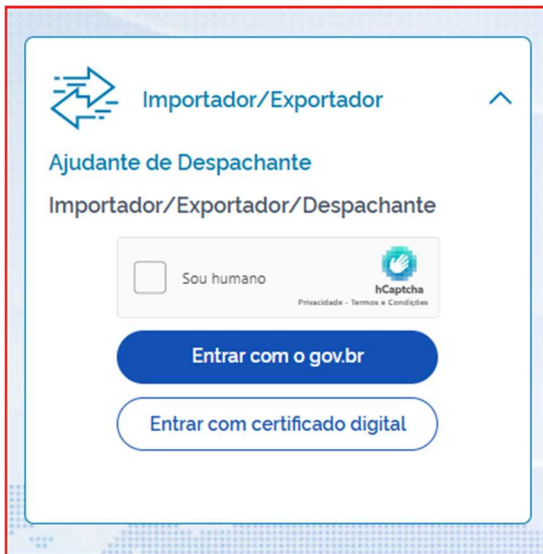 Importador/Exportador
Ajudante de Despachante
Importador/Exportador/Despachante
Sou humano
hCaptcha
Privacidade - Termos e Condições
Entrar com o gov.br
Entrar com certificado digital